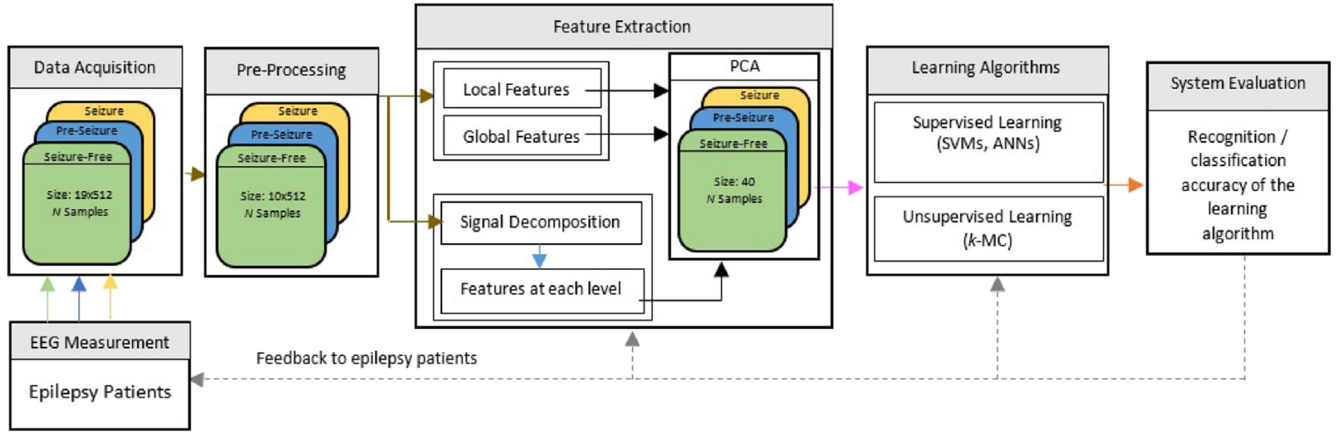 Data Acquisition
Seizure
Pre-Seizure
Seizure-Free
Size: 19x512
N Samples
EEG Measurement
Epilepsy Patients
Pre-Processing
Seizure
Pre-Seizure
Seizure-Free
Size: 10x512
N Samples
Feature Extraction
Local Features
Global Features
Signal Decomposition
Features at each level
PCA
Seizure
Pre-Seizure
Seizure-Free
Size: 40
N Samples
Learning Algorithms
Supervised Learning
(SVMs, ANNs)
Unsupervised Learning
(k-MC)
System Evaluation
Recognition /
classification
accuracy of the
learning
algorithm
Feedback to epilepsy patients